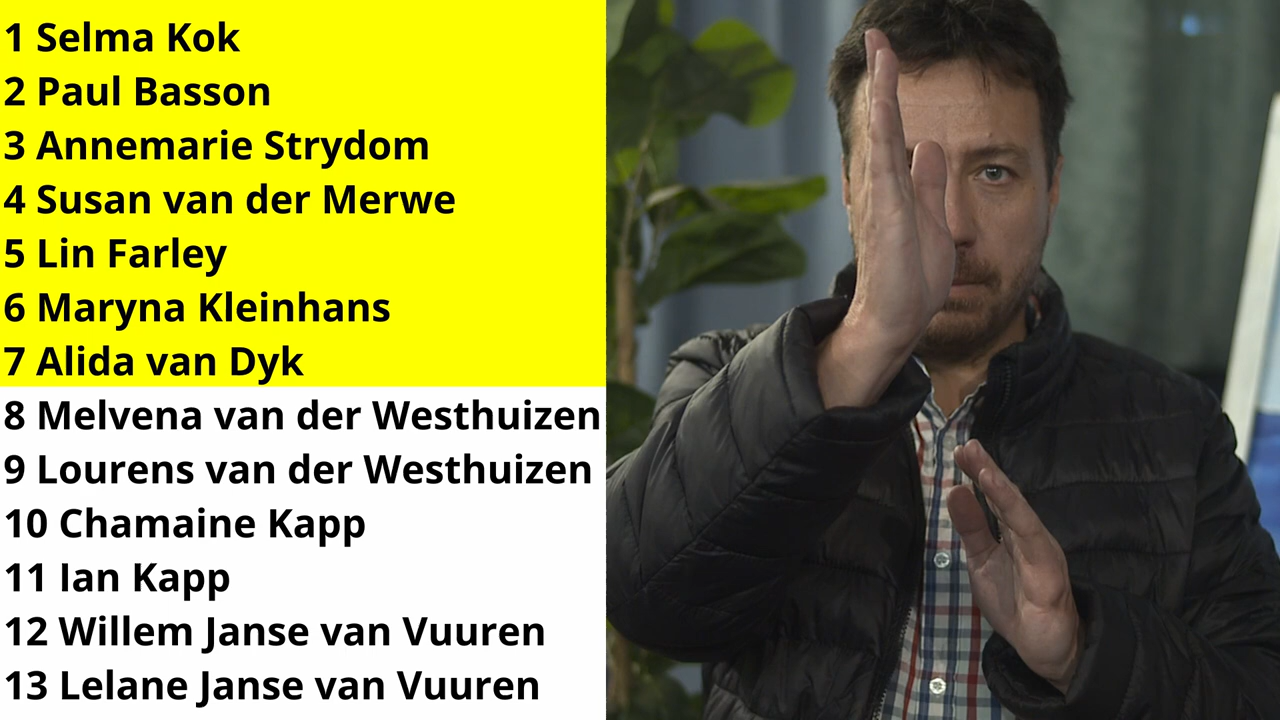 1 Selma Kok
2 Paul Basson
3 Annemarie Strydom
4 Susan van der Merwe
5 Lin Farley
6 Maryna Kleinhans
7 Alida van Dyk
8 Melvena van der Westhuizen
9 Lourens van der Westhuizen
10 Chamaine Kapp
11 Ian Kapp
12 Willem Janse van Vuuren
13 Lelane Janse van Vuuren